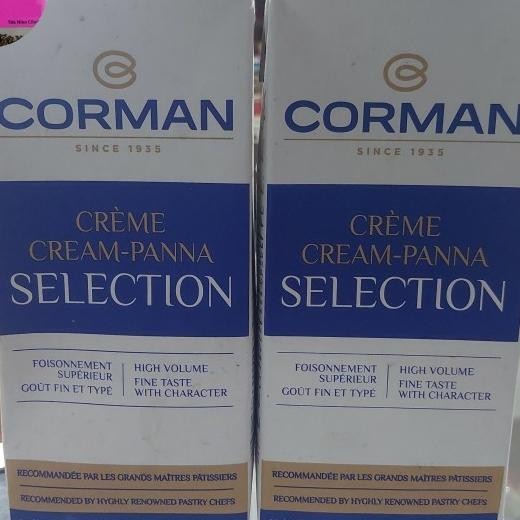 CORMAN
SINCE 1935
CRÈME
CREAM-PANNA
SELECTION
FOISONNEMENT
SUPÉRIEUR
GOÛT FIN ET TYPÉ
HIGH VOLUME
FINE TASTE
WITH CHARACTER
RECOMMANDÉE PAR LES GRANDS MAÎTRES PÂTISSIERS
RECOMMENDED BY HYGHLY RENOWNED PASTRY CHEFS
CORMAN
SINCE 1935
CRÈME
CREAM-PANNA
SELECTION
FOISONNEMENT
SUPÉRIEUR
GOÛT FIN ET TYPÉ
HIGH VOLUME
FINE TASTE
WITH CHARACTER
RECOMMANDÉE PAR LES GRANDS MAÎTRES PÂTISSIERS
RECOMMENDED BY HYGHLY RENOWNED PASTRY CHEFS